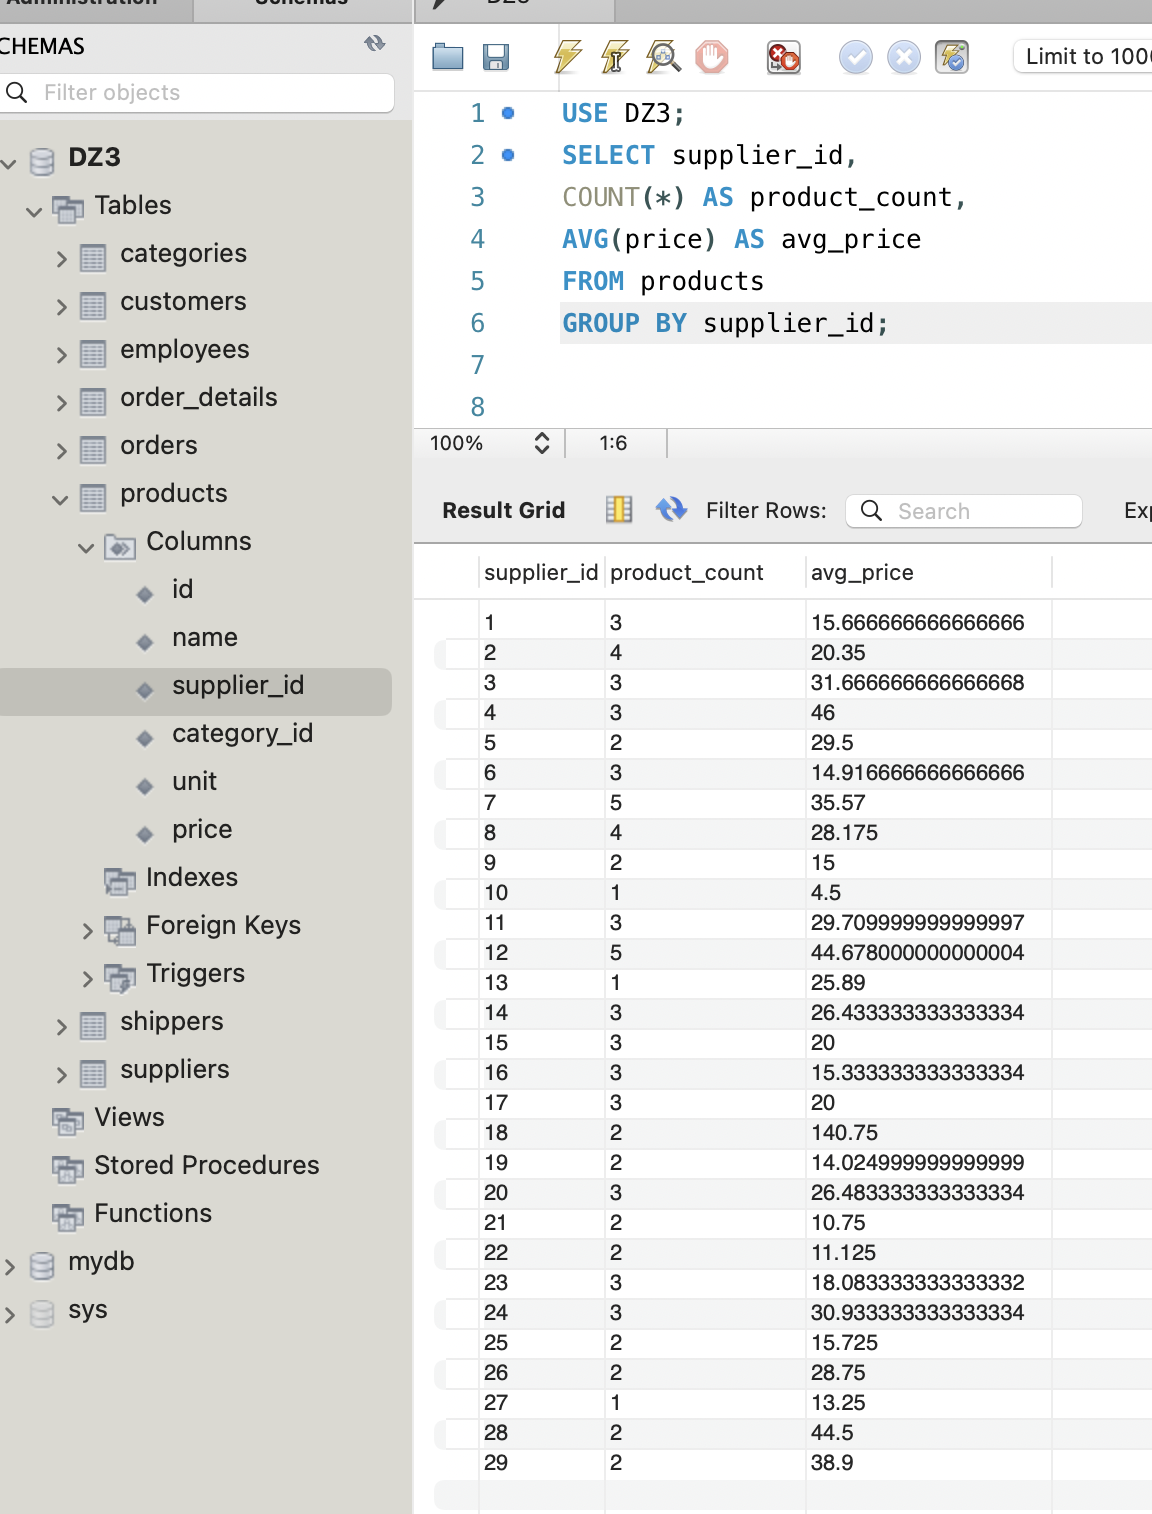 Administration
Schemas
DZ3
CHEMAS
Filter objects
DZ3
Tables
categories
customers
employees
order_details
orders
products
Columns
id
name
supplier_id
category_id
unit
price
Indexes
Foreign Keys
Triggers
shippers
suppliers
Views
Stored Procedures
Functions
mydb
sys
Limit to 100
1 USE DZ3;
2 SELECT supplier_id,
3 COUNT(*) AS product_count,
4 AVG(price) AS avg_price
5 FROM products
6 GROUP BY supplier_id;
7
8
100% 1:6
Result Grid Filter Rows: Search Exp
supplier_id product_count avg_price
1 3 15.666666666666666
2 4 20.35
3 3 31.666666666666668
4 3 46
5 2 29.5
6 3 14.916666666666666
7 5 35.57
8 4 28.175
9 2 15
10 1 4.5
11 3 29.709999999999997
12 5 44.678000000000004
13 1 25.89
14 3 26.433333333333334
15 3 20
16 3 15.333333333333334
17 3 20
18 2 140.75
19 2 14.024999999999999
20 3 26.483333333333334
21 2 10.75
22 2 11.125
23 3 18.083333333333332
24 3 30.933333333333334
25 2 15.725
26 2 28.75
27 1 13.25
28 2 44.5
29 2 38.9